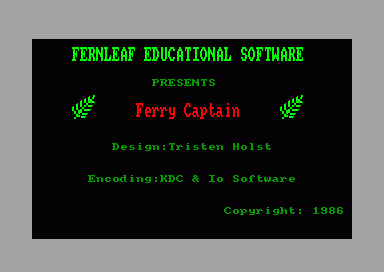 FERNLEAF EDUCATIONAL SOFTWARE
PRESENTS
Ferry Captain
Design:Tristen Holst
Encoding:KDC & Io Software
Copyright: 1986